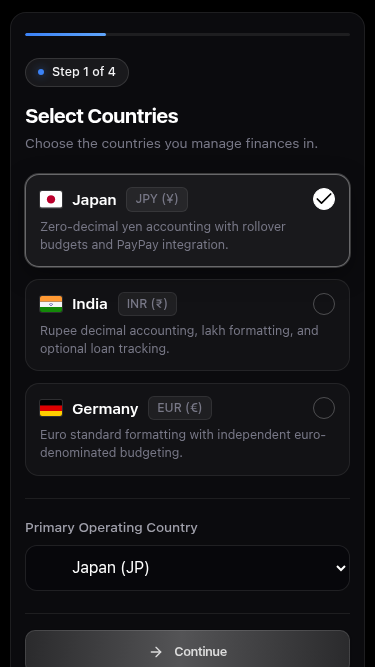 Step 1 of 4
Select Countries
Choose the countries you manage finances in.
Japan JPY (¥)
Zero-decimal yen accounting with rollover
budgets and PayPay integration.
India INR (₹)
Rupee decimal accounting, lakh formatting, and
optional loan tracking.
Germany EUR (€)
Euro standard formatting with independent euro-
denominated budgeting.
Primary Operating Country
Japan (JP)
Continue